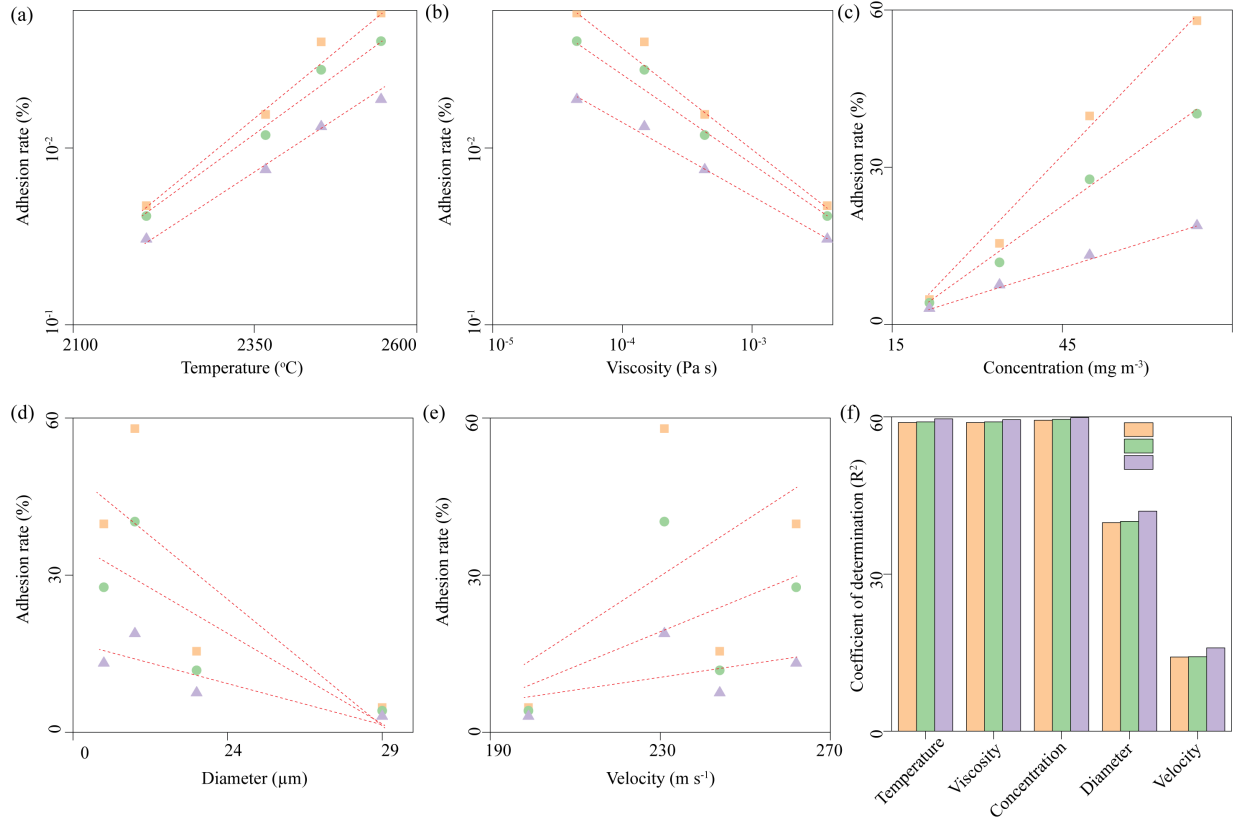 (a)
Adhesion rate (%)
10⁻²
10⁻¹
2100
2350
2600
Temperature (°C)
(b)
Adhesion rate (%)
10⁻²
10⁻¹
10⁻⁵
10⁻⁴
10⁻³
Viscosity (Pa s)
(c)
Adhesion rate (%)
60
30
0
15
45
Concentration (mg m⁻³)
(d)
Adhesion rate (%)
60
30
0
0
24
29
Diameter (µm)
(e)
Adhesion rate (%)
60
30
0
190
230
270
Velocity (m s⁻¹)
(f)
Coefficient of determination (R²)
60
30
0
Temperature
Viscosity
Concentration
Diameter
Velocity